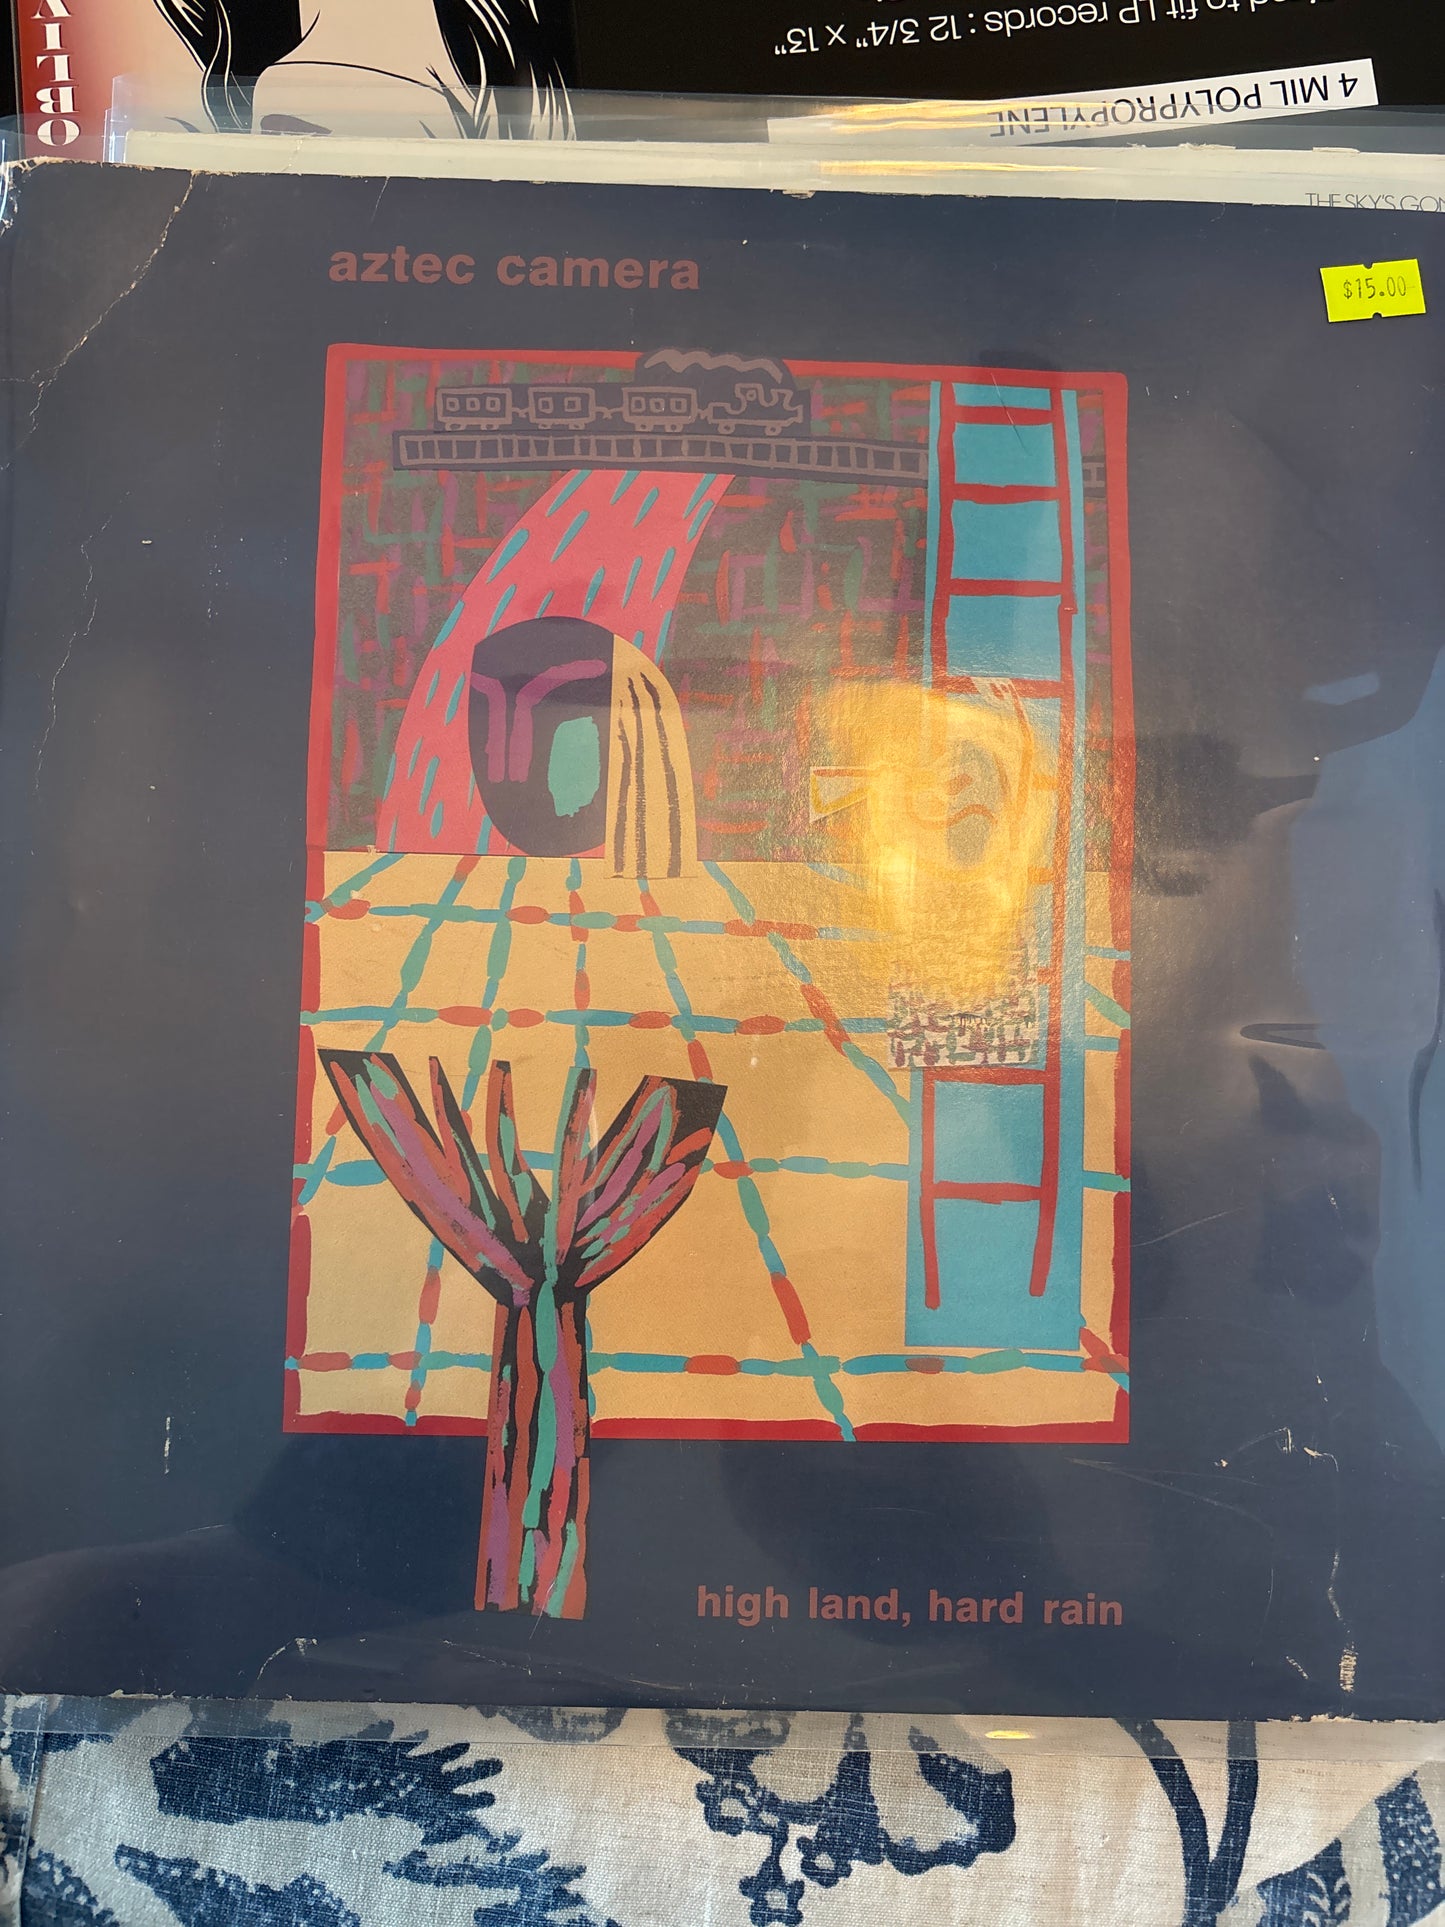 VILBO
to fit LP records : 12 3/4" X 13"
4 MIL POLYPROPYLENE
THE SKY'S GON
aztec camera
$15.00
high land, hard rain